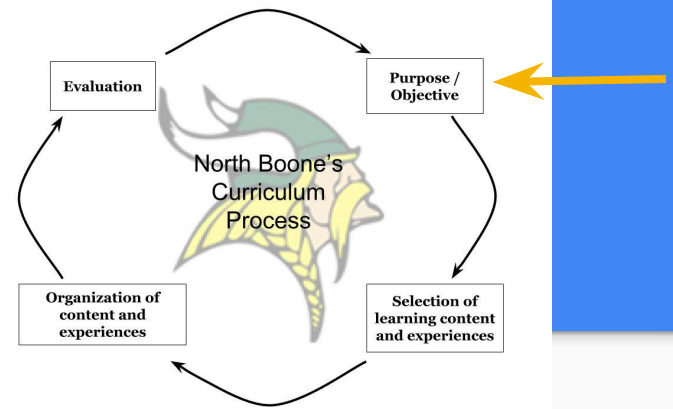 Evaluation
Purpose /
Objective
North Boone's
Curriculum
Process
Organization of
content and
experiences
Selection of
learning content
and experiences